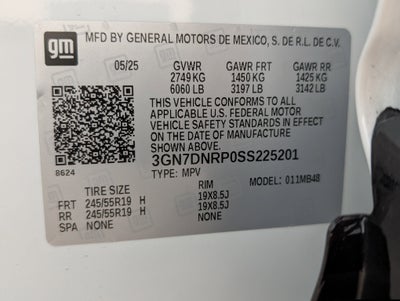 gm MFD BY GENERAL MOTORS DE MEXICO, S. DE R.L. DE C.V.
05/25 GVWR GAWR FRT GAWR RR
2749 KG 1450 KG 1425 KG
6060 LB 3197 LB 3142 LB
THIS VEHICLE CONFORMS TO ALL
APPLICABLE U.S. FEDERAL MOTOR
VEHICLE SAFETY STANDARDS IN EFFECT
ON THE DATE OF MANUFACTURE SHOWN ABOVE.
3GN7DNRP0SS225201
8624 TYPE: MPV
TIRE SIZE RIM MODEL: 011MB48
FRT 245/55R19 H 19X8.5J
RR 245/55R19 H 19X8.5J
SPA NONE NONE